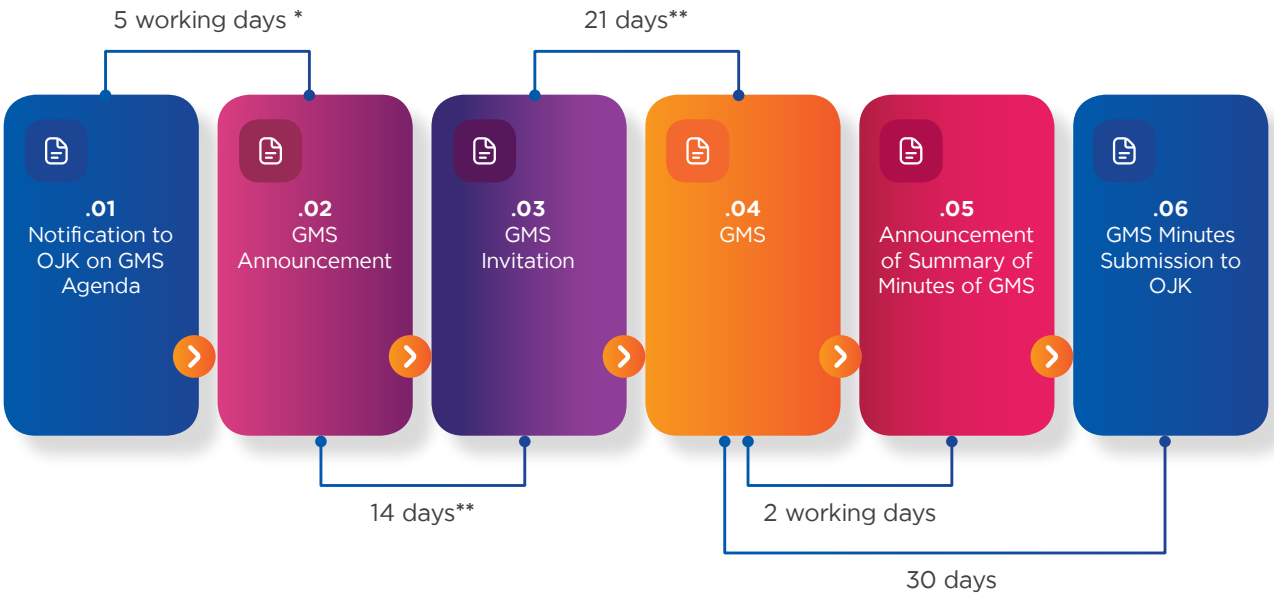 5 working days *
21 days**
.01
Notification to
OJK on GMS
Agenda
.02
GMS
Announcement
.03
GMS
Invitation
.04
GMS
.05
Announcement
of Summary of
Minutes of GMS
.06
GMS Minutes
Submission to
OJK
14 days**
2 working days
30 days